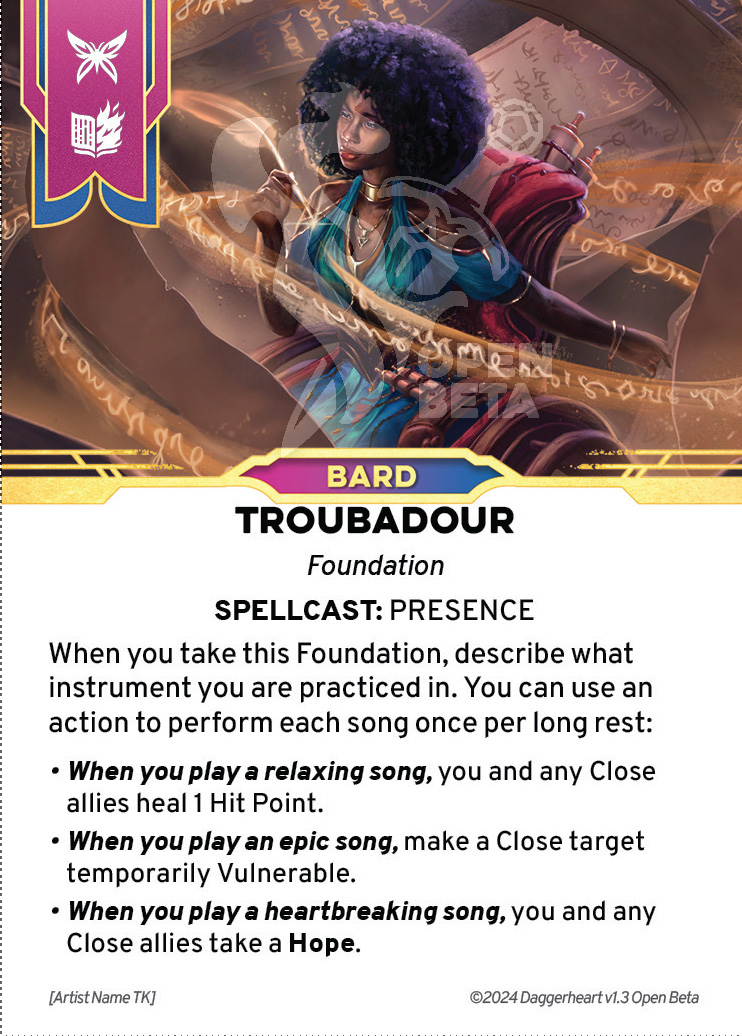 OPEN
BETA
BARD
TROUBADOUR
Foundation
SPELLCAST: PRESENCE
When you take this Foundation, describe what
instrument you are practiced in. You can use an
action to perform each song once per long rest:
• When you play a relaxing song, you and any Close
allies heal 1 Hit Point.
• When you play an epic song, make a Close target
temporarily Vulnerable.
• When you play a heartbreaking song, you and any
Close allies take a Hope.
[Artist Name TK]
©2024 Daggerheart v1.3 Open Beta